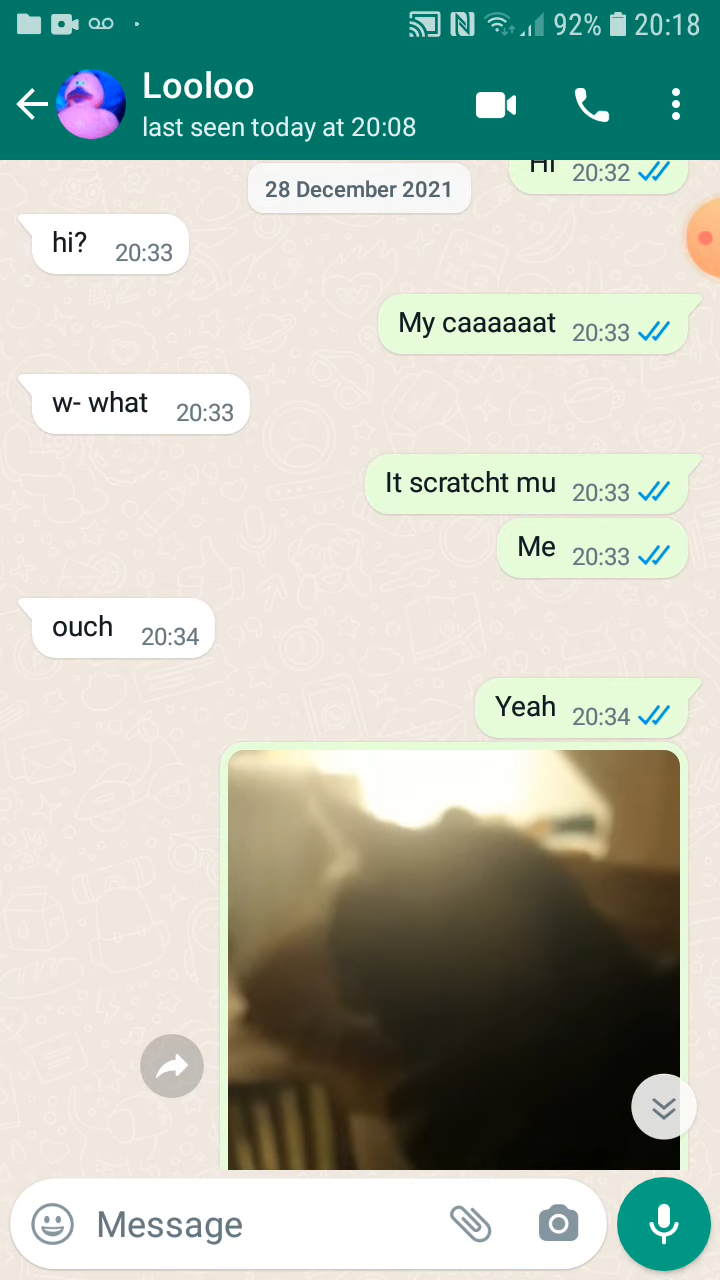 92% 20:18
Looloo
last seen today at 20:08
Hi 20:32
28 December 2021
hi? 20:33
My caaaaaat 20:33
w- what 20:33
It scratcht mu 20:33
Me 20:33
ouch 20:34
Yeah 20:34
Message